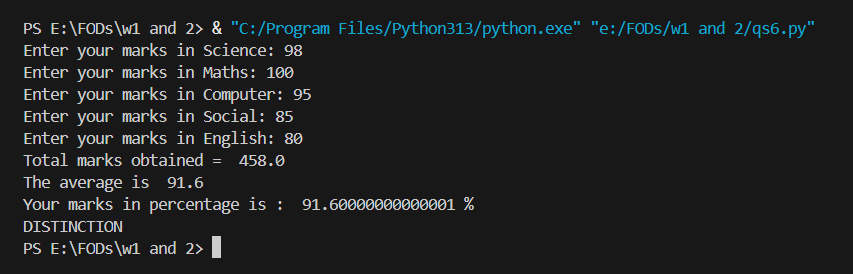 PS E:\FODs\w1 and 2> & "C:/Program Files/Python313/python.exe" "e:/FODs/w1 and 2/qs6.py"
Enter your marks in Science: 98
Enter your marks in Maths: 100
Enter your marks in Computer: 95
Enter your marks in Social: 85
Enter your marks in English: 80
Total marks obtained =  458.0
The average is  91.6
Your marks in percentage is :  91.60000000000001 %
DISTINCTION
PS E:\FODs\w1 and 2>